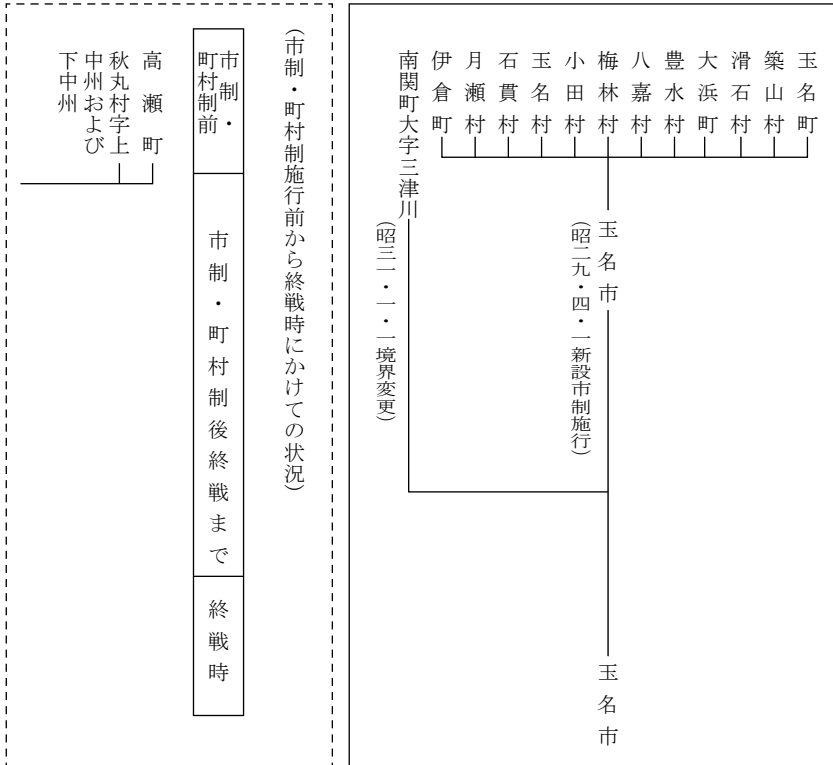 玉名町
築山村
滑石村
大浜町
豊水村
八嘉村
梅林村
小田村
玉名村
石貫村
月瀬村
伊倉町
南関町大字三津川
玉名市
(昭二九・四・一新設市制施行)
(昭三一・一・一境界変更)
玉名市
(市制・町村制施行前から終戦時にかけての状況)
市制・
町村制前
市制・町村制後終戦まで
終戦時
高瀬町
秋丸村字上
中州および
下中州